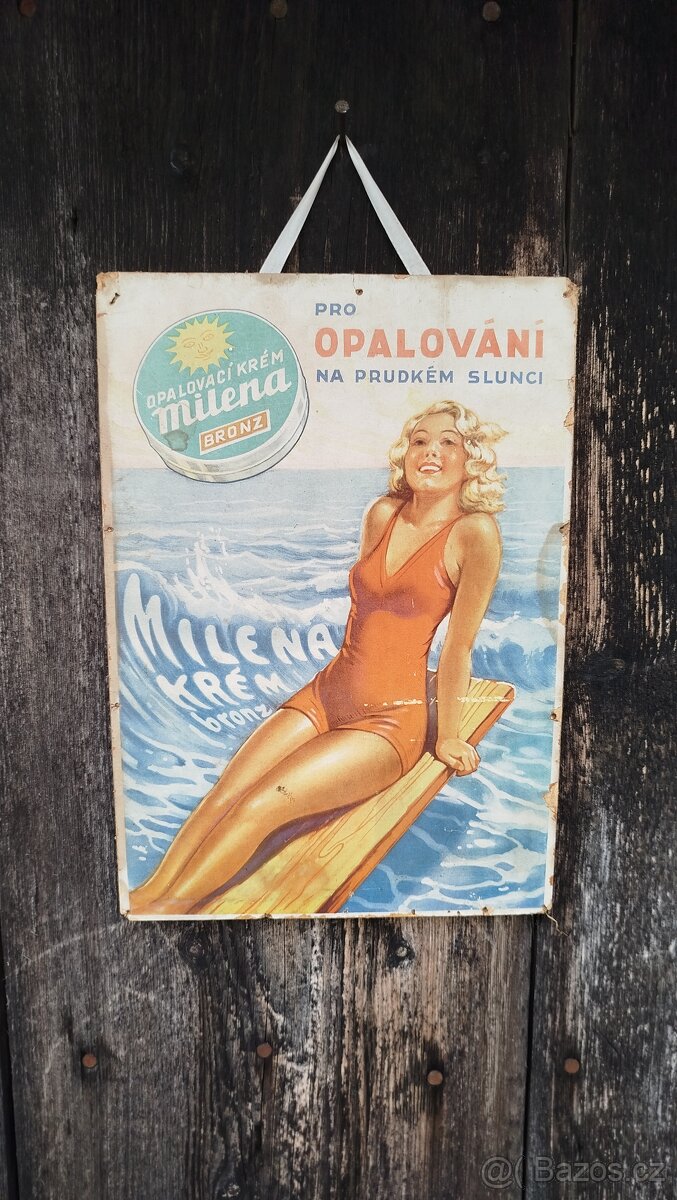 PRO
OPALOVÁNÍ
NA PRUDKÉM SLUNCI
OPALOVACÍ KRÉM
milena
BRONZ
MILENA
KRÉM
bronz
@ Bazos.cz